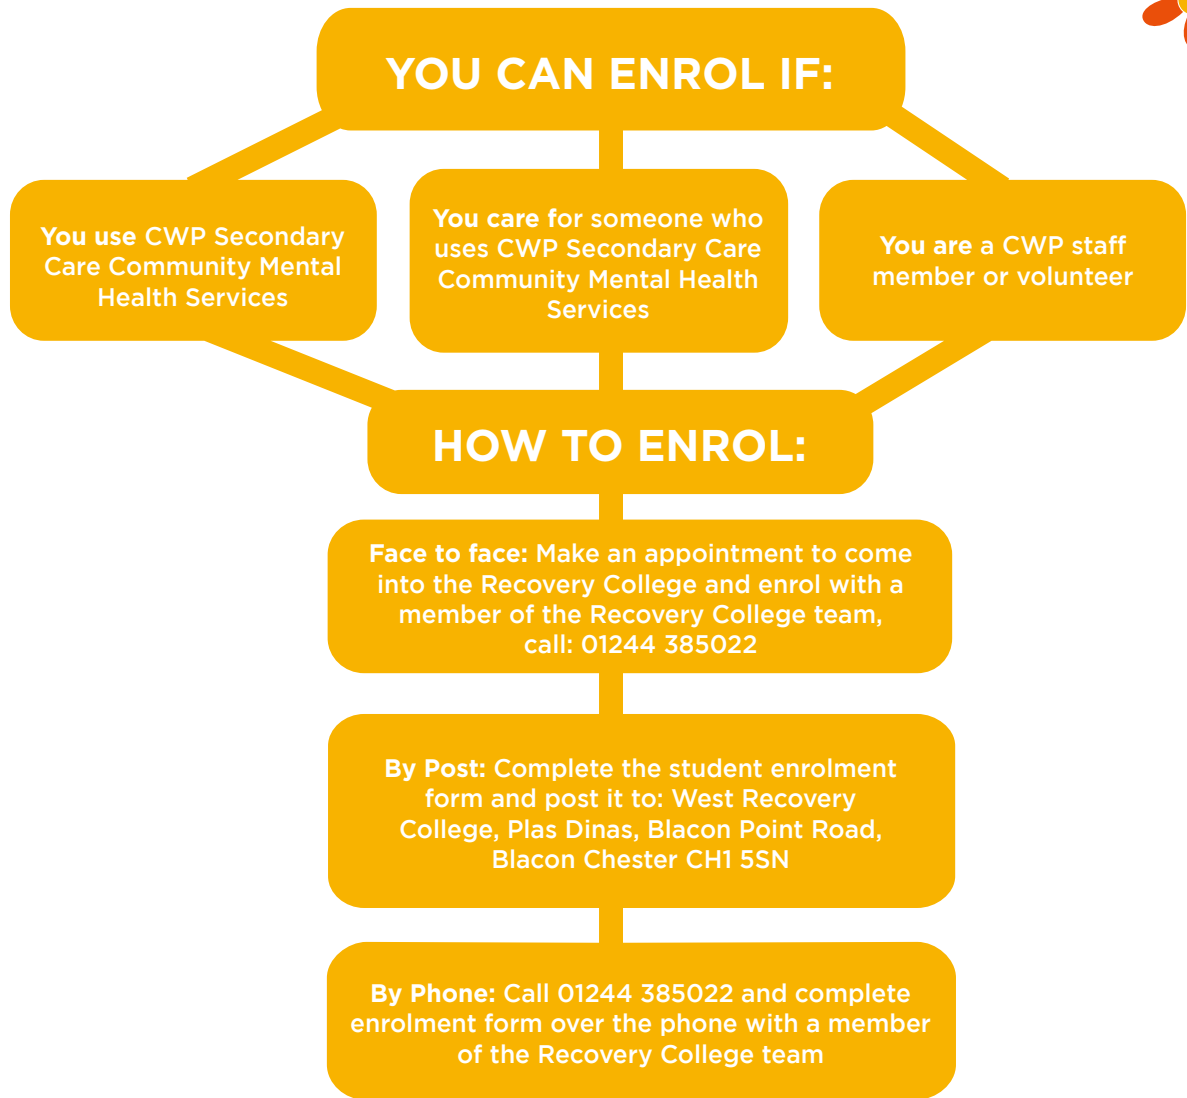 YOU CAN ENROL IF:
You use CWP Secondary
Care Community Mental
Health Services
You care for someone who
uses CWP Secondary Care
Community Mental Health
Services
You are a CWP staff
member or volunteer
HOW TO ENROL:
Face to face: Make an appointment to come
into the Recovery College and enrol with a
member of the Recovery College team,
call: 01244 385022
By Post: Complete the student enrolment
form and post it to: West Recovery
College, Plas Dinas, Blacon Point Road,
Blacon Chester CH1 5SN
By Phone: Call 01244 385022 and complete
enrolment form over the phone with a member
of the Recovery College team